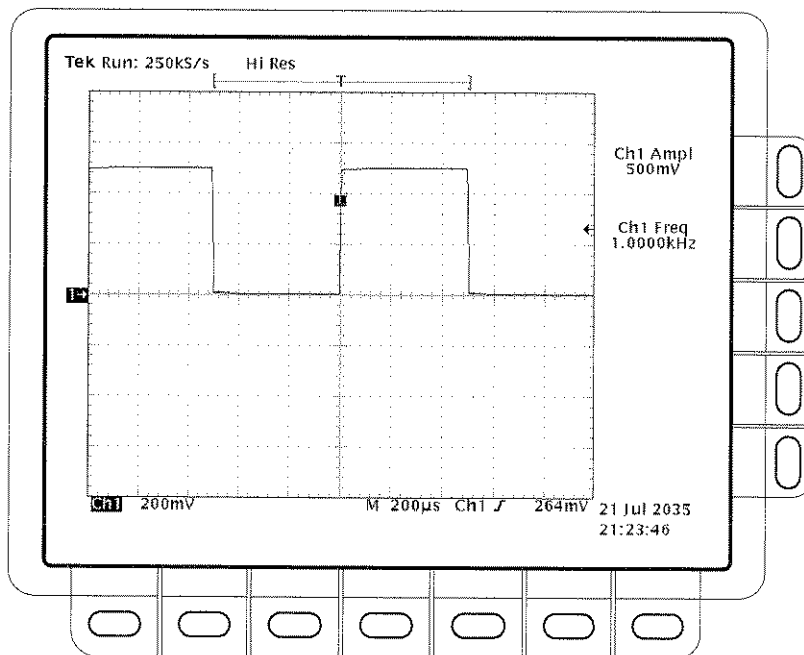 Tek Run: 250kS/s Hi Res
T
Ch1 Ampl
500mV
T
Ch1 Freq
1.0000kHz
1
Ch1 200mV M 200µs Ch1 264mV
21 Jul 2035
21:23:46